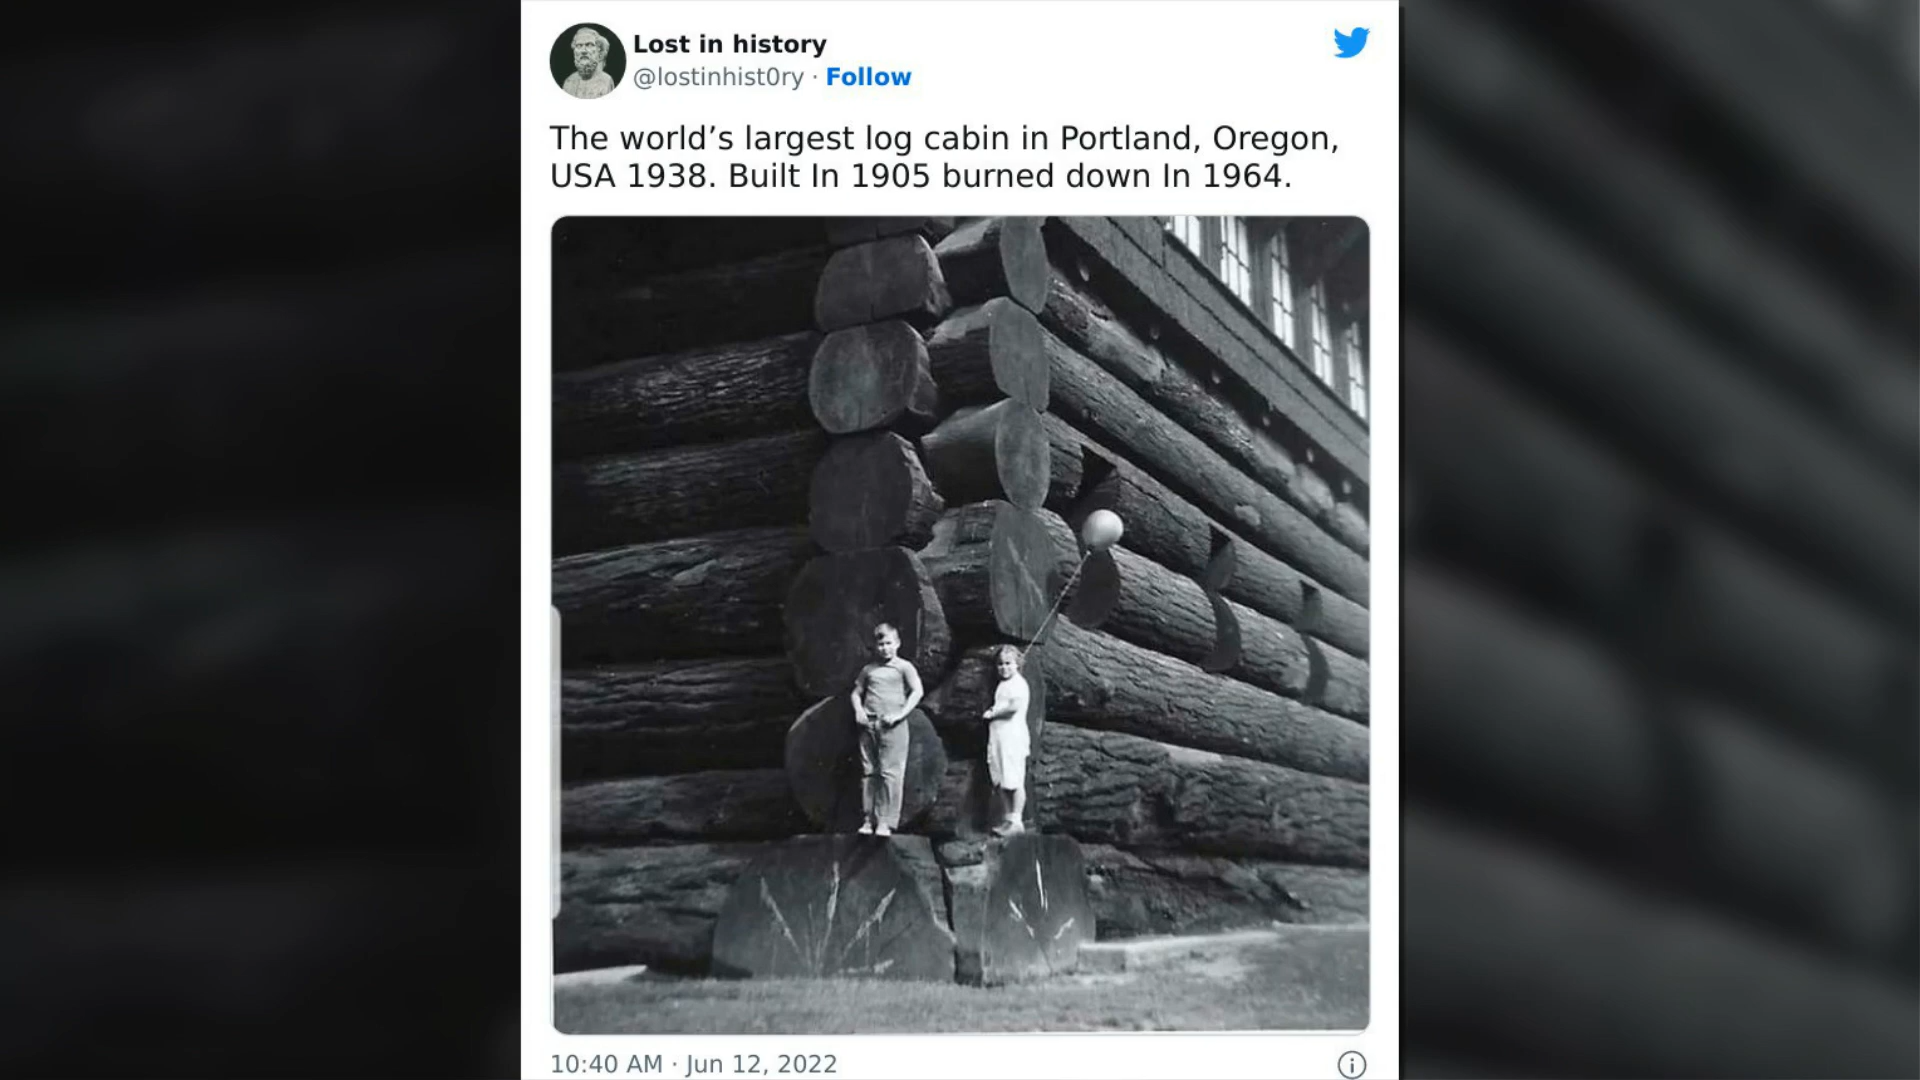 Lost in history
@lostinhist0ry · Follow
The world’s largest log cabin in Portland, Oregon,
USA 1938. Built In 1905 burned down In 1964.
10:40 AM · Jun 12, 2022